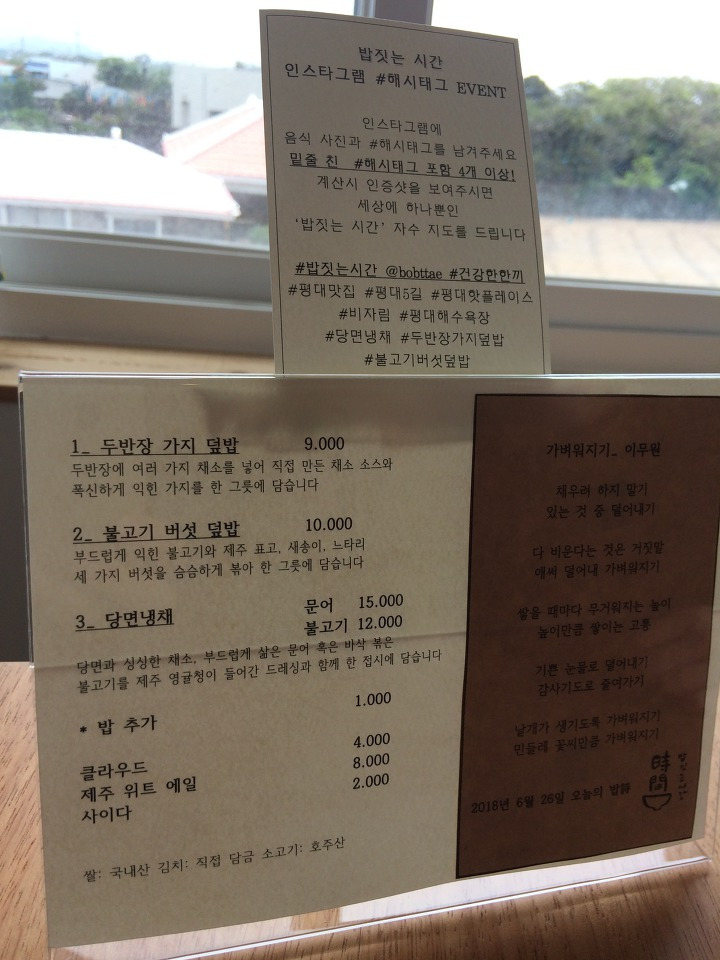 밥짓는 시간
인스타그램 #해시태그 EVENT
인스타그램에
음식 사진과 #해시태그를 남겨주세요
밑줄 친 #해시태그 포함 4개 이상!
계산시 인증샷을 보여주시면
세상에 하나뿐인
'밥짓는 시간' 자수 지도를 드립니다
#밥짓는시간 @bobttae #건강한한끼
#평대맛집 #평대5길 #평대핫플레이스
#비자림 #평대해수욕장
#당면냉채 #두반장가지덮밥
#불고기버섯덮밥
1_ 두반장 가지 덮밥 9.000
두반장에 여러 가지 채소를 넣어 직접 만든 채소 소스와
폭신하게 익힌 가지를 한 그릇에 담습니다
2_ 불고기 버섯 덮밥 10.000
부드럽게 익힌 불고기와 제주 표고, 새송이, 느타리
세 가지 버섯을 슴슴하게 볶아 한 그릇에 담습니다
3_ 당면냉채 문어 15.000
불고기 12.000
당면과 싱싱한 채소, 부드럽게 삶은 문어 혹은 바삭 볶은
불고기를 제주 영귤청이 들어간 드레싱과 함께 한 접시에 담습니다
* 밥 추가 1.000
클라우드 4.000
제주 위트 에일 8.000
사이다 2.000
쌀: 국내산 김치: 직접 담금 소고기: 호주산
가벼워지기_ 이무원
채우려 하지 말기
있는 것 중 덜어내기
다 비운다는 것은 거짓말
애써 덜어내 가벼워지기
쌓을 때마다 무거워지는 높이
높이만큼 쌓이는 고통
기쁜 눈물로 덜어내기
감사기도로 줄여가기
날개가 생기도록 가벼워지기
민들레 꽃씨만큼 가벼워지기
2018년 6월 26일 오늘의 밥詩
時間